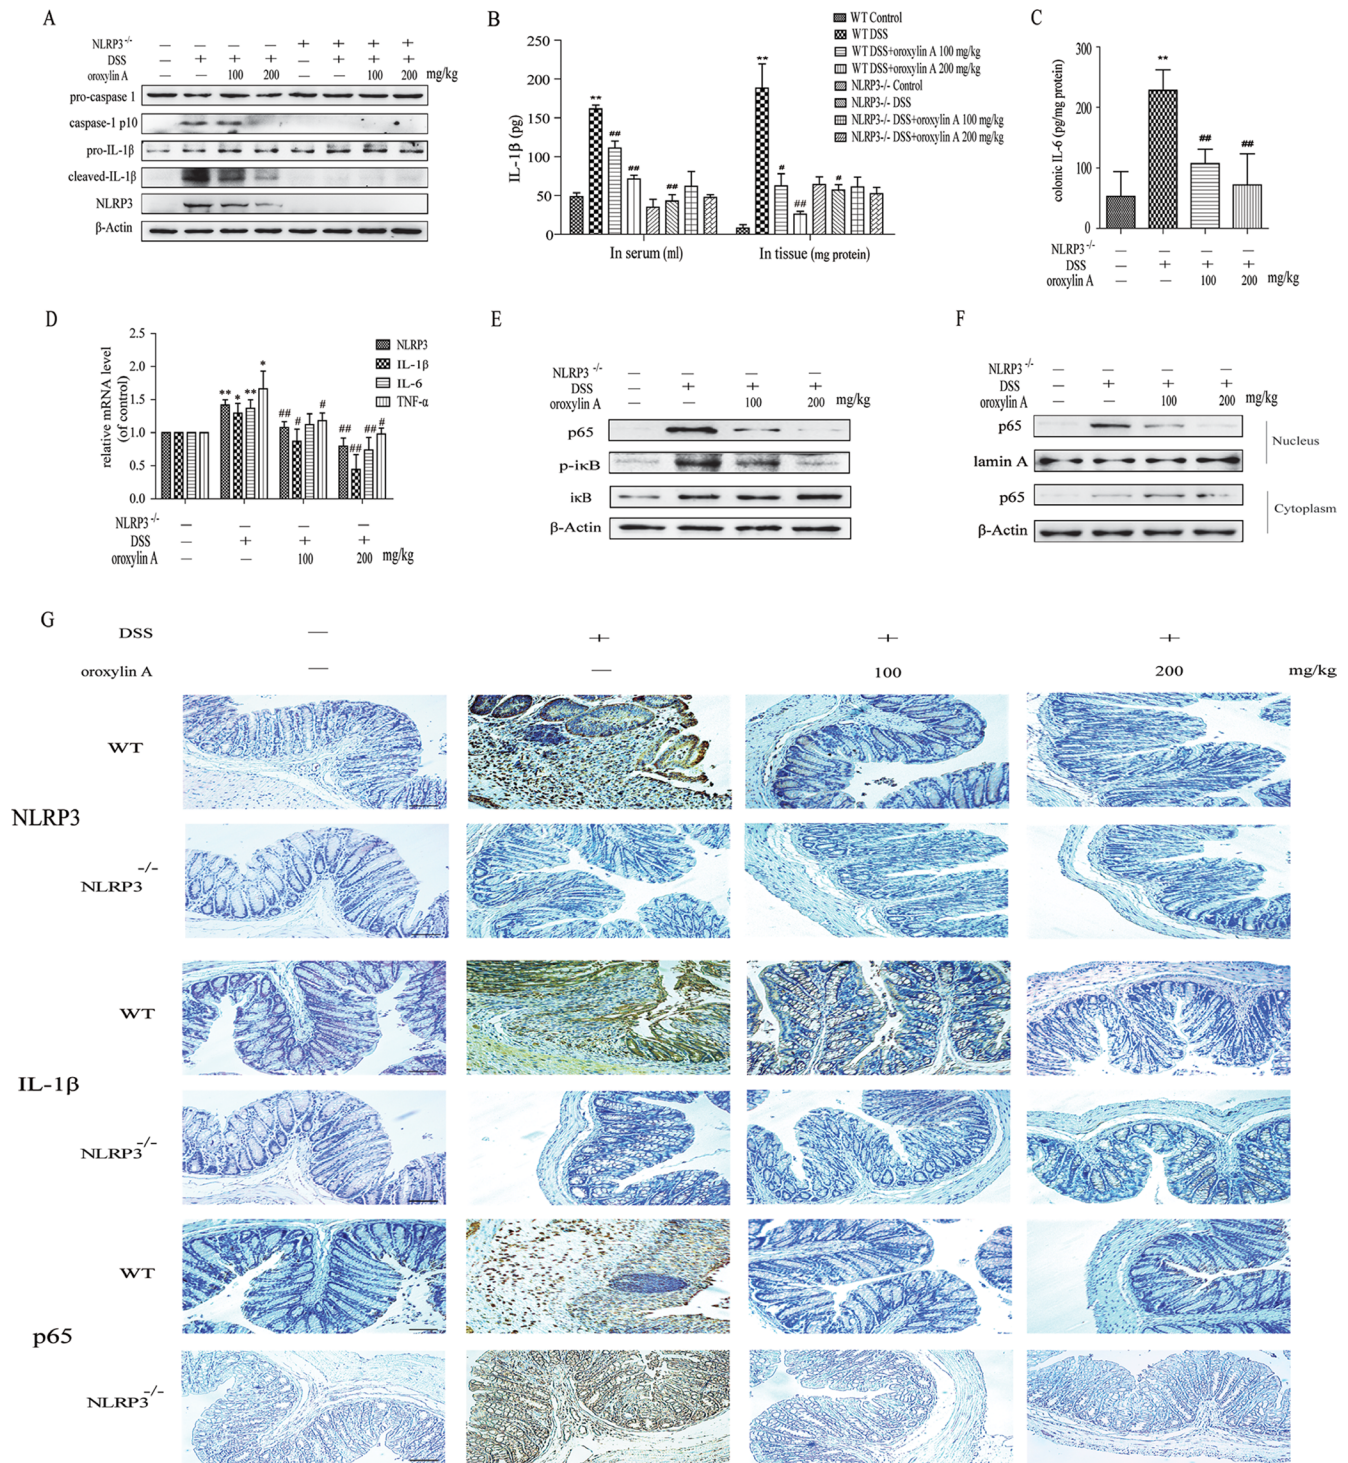 A
NLRP3-/- — — — — + + + +
DSS — + + + — + + +
oroxylin A — — 100 200 — — 100 200 mg/kg
pro-caspase 1
caspase-1 p10
pro-IL-1β
cleaved-IL-1β
NLRP3
β-Actin
B
WT Control
WT DSS
WT DSS+oroxylin A 100 mg/kg
WT DSS+oroxylin A 200 mg/kg
NLRP3-/- Control
NLRP3-/- DSS
NLRP3-/- DSS+oroxylin A 100 mg/kg
NLRP3-/- DSS+oroxylin A 200 mg/kg
IL-1β (pg)
250
200
150
100
50
0
** ## ## ## ** # ## #
In serum (ml) In tissue (mg protein)
C
colonic IL-6 (pg/mg protein)
300
200
100
0
** ## ##
NLRP3-/- — — — —
DSS — + + +
oroxylin A — — 100 200 mg/kg
D
relative mRNA level
(of control)
2.5
2.0
1.5
1.0
0.5
0.0
NLRP3
IL-1β
IL-6
TNF-α
** * ** * ## # # ## ## ## #
NLRP3-/- — — — —
DSS — + + +
oroxylin A — — 100 200 mg/kg
E
NLRP3 -/- — — — —
DSS — + + +
oroxylin A — — 100 200 mg/kg
p65
p-iκB
iκB
β-Actin
F
NLRP3 -/- — — — —
DSS — + + +
oroxylin A — — 100 200 mg/kg
p65
lamin A
Nucleus
p65
β-Actin
Cytoplasm
G
DSS — + + +
oroxylin A — — 100 200 mg/kg
WT
NLRP3
NLRP3-/-
WT
IL-1β
NLRP3-/-
WT
p65
NLRP3-/-